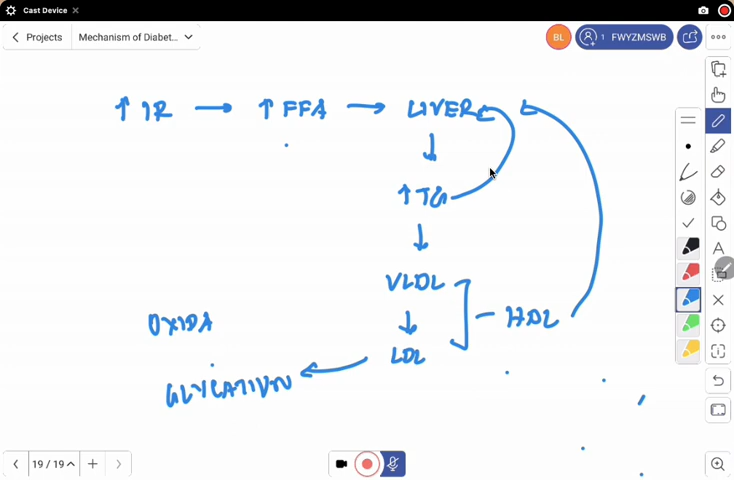 Cast Device
Projects
Mechanism of Diabet...
BL
1 FWYZMSWB
↑ IR → ↑ FFA → LIVER
↑ TG
VLDL
HDL
OXIDA
LDL
GLYCATION
A
19 / 19